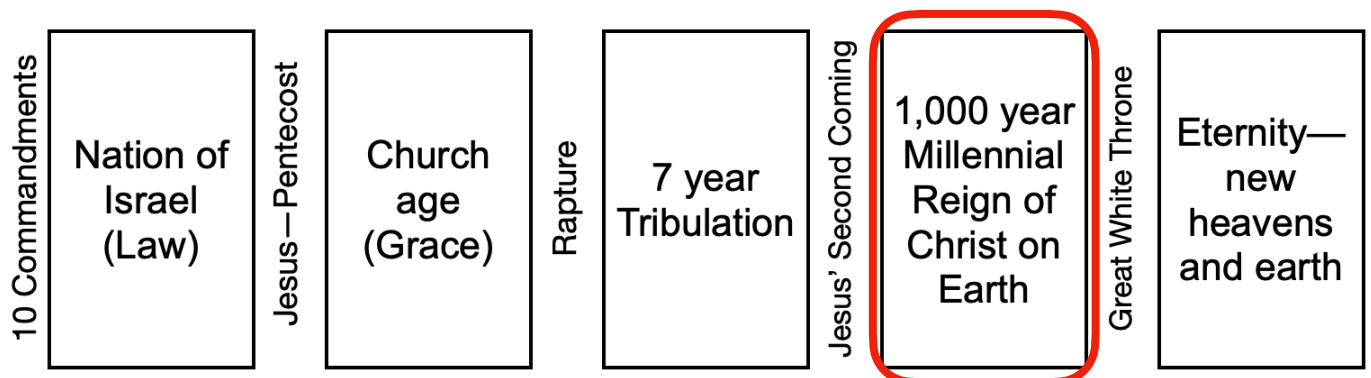 10 Commandments
Nation of
Israel
(Law)
Jesus—Pentecost
Church
age
(Grace)
Rapture
7 year
Tribulation
Jesus’ Second Coming
1,000 year
Millennial
Reign of
Christ on
Earth
Great White Throne
Eternity—
new
heavens
and earth